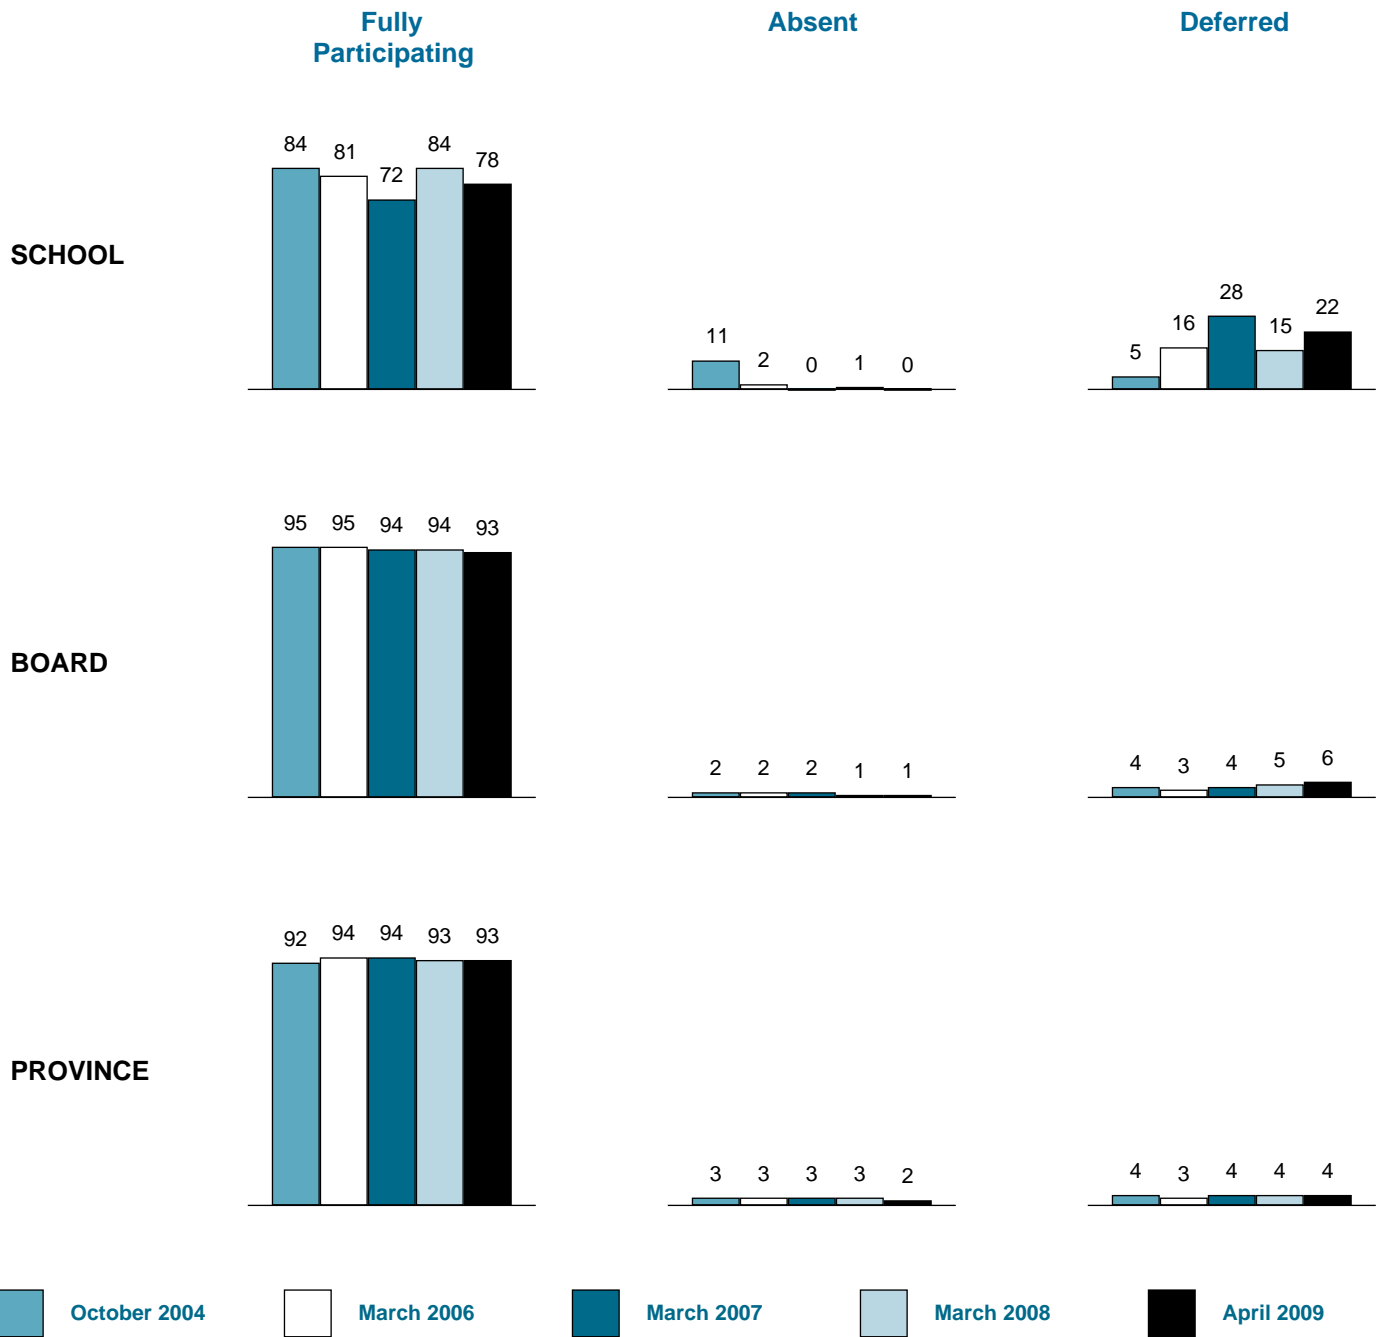 Fully
Participating
Absent
Deferred
SCHOOL
84 81 72 84 78
11 2 0 1 0
5 16 28 15 22
BOARD
95 95 94 94 93
2 2 2 1 1
4 3 4 5 6
PROVINCE
92 94 94 93 93
3 3 3 3 2
4 3 4 4 4
October 2004
March 2006
March 2007
March 2008
April 2009